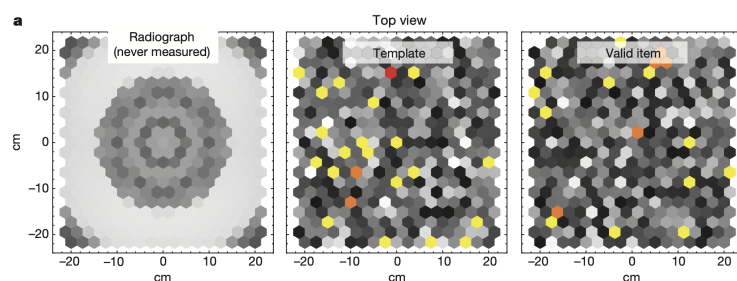 a
Top view
Radiograph
(never measured)
Template
Valid item
cm
20
10
0
−10
−20
−20 −10 0 10 20
cm
−20 −10 0 10 20
cm
−20 −10 0 10 20
cm